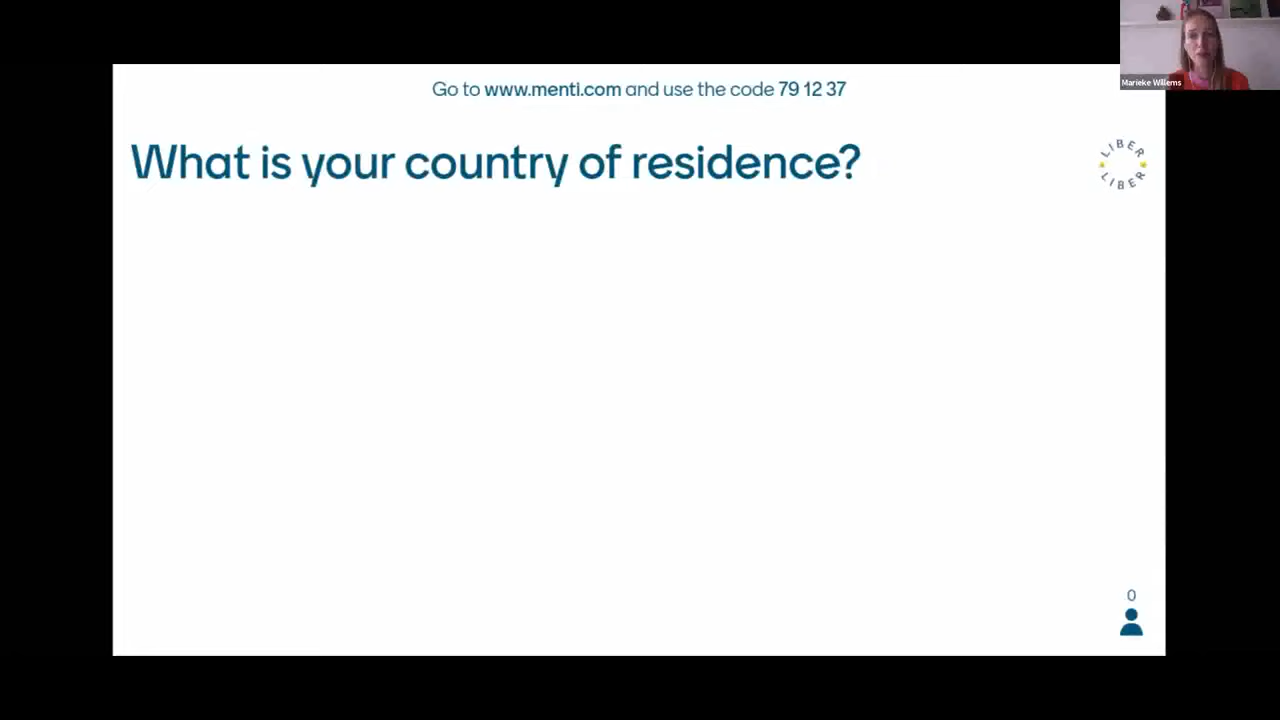 Go to www.menti.com and use the code 79 12 37
Marieke Willems
What is your country of residence?
LIBER
LIBER
0